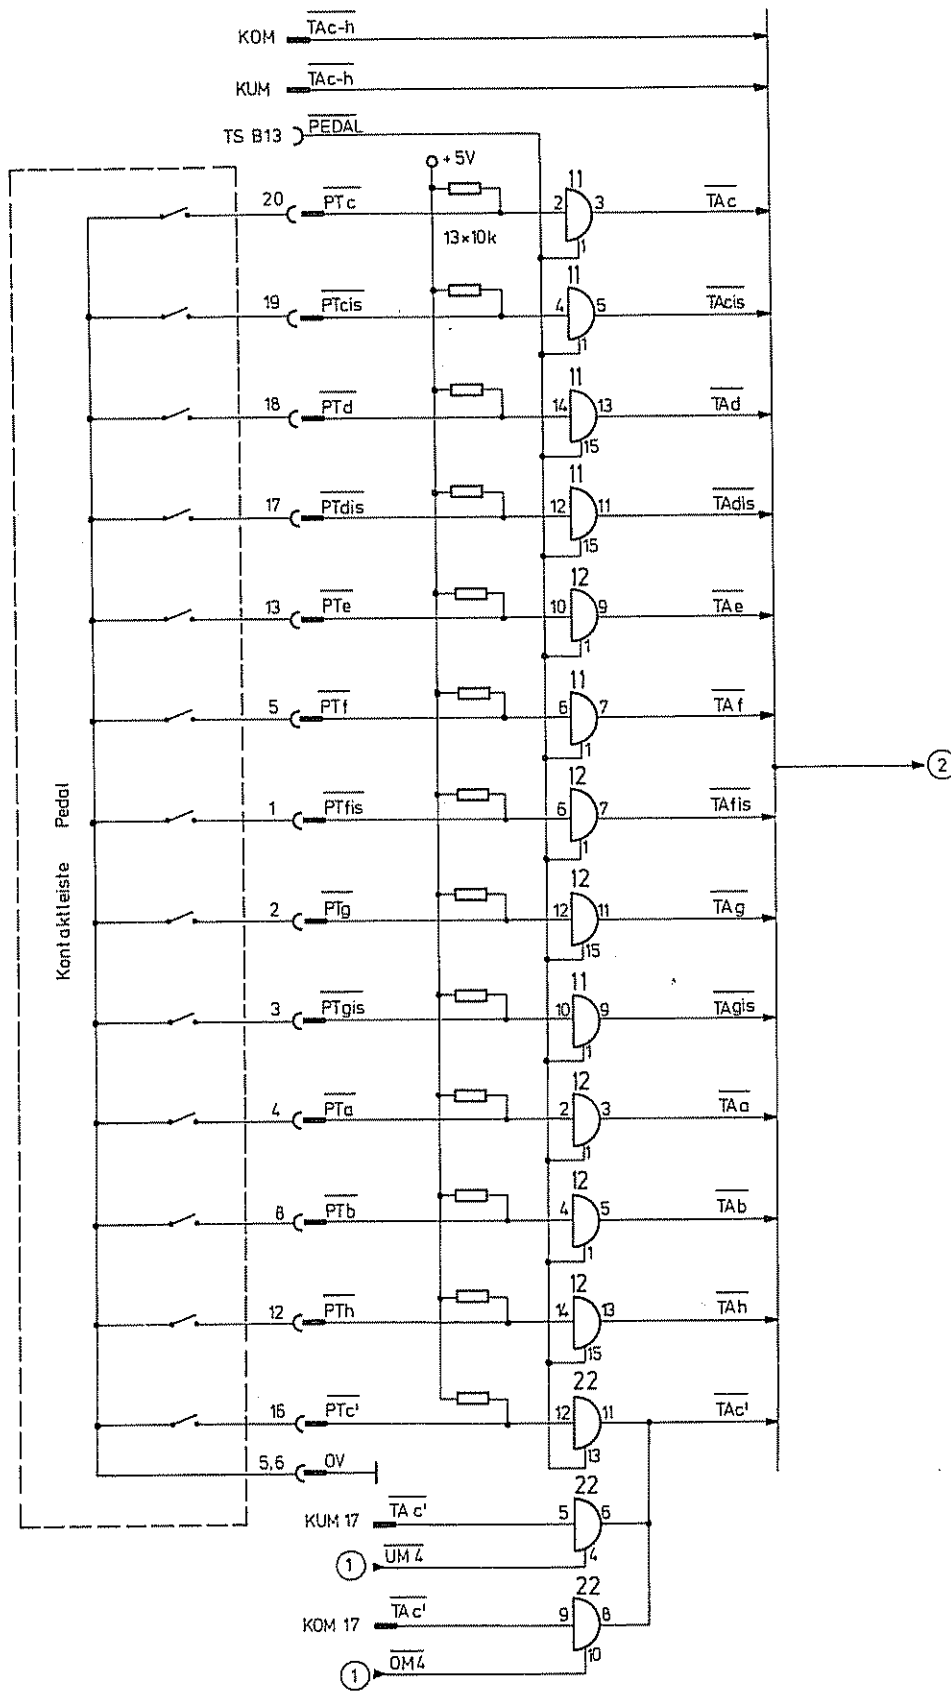 KOM TAc-h
KUM TAc-h
TS B13 PEDAL
+5V
13×10k
20 PTc 2 11 3 1 TAc
19 PTcis 4 11 5 1 TAcis
18 PTd 14 11 13 15 TAd
17 PTdis 12 11 11 15 TAdis
13 PTe 10 12 9 1 TAe
5 PTf 6 11 7 1 TAf
2
1 PTfis 6 12 7 1 TAfis
Kontaktleiste Pedal
2 PTg 12 12 11 15 TAg
3 PTgis 10 11 9 1 TAgis
4 PTa 2 12 3 1 TAa
8 PTb 4 12 5 1 TAb
12 PTh 14 12 13 15 TAh
16 PTc' 12 22 11 13 TAc'
5,6 0V
KUM 17 TAc' 5 22 6 4
1 UM4
KOM 17 TAc' 9 22 8 10
1 OM4